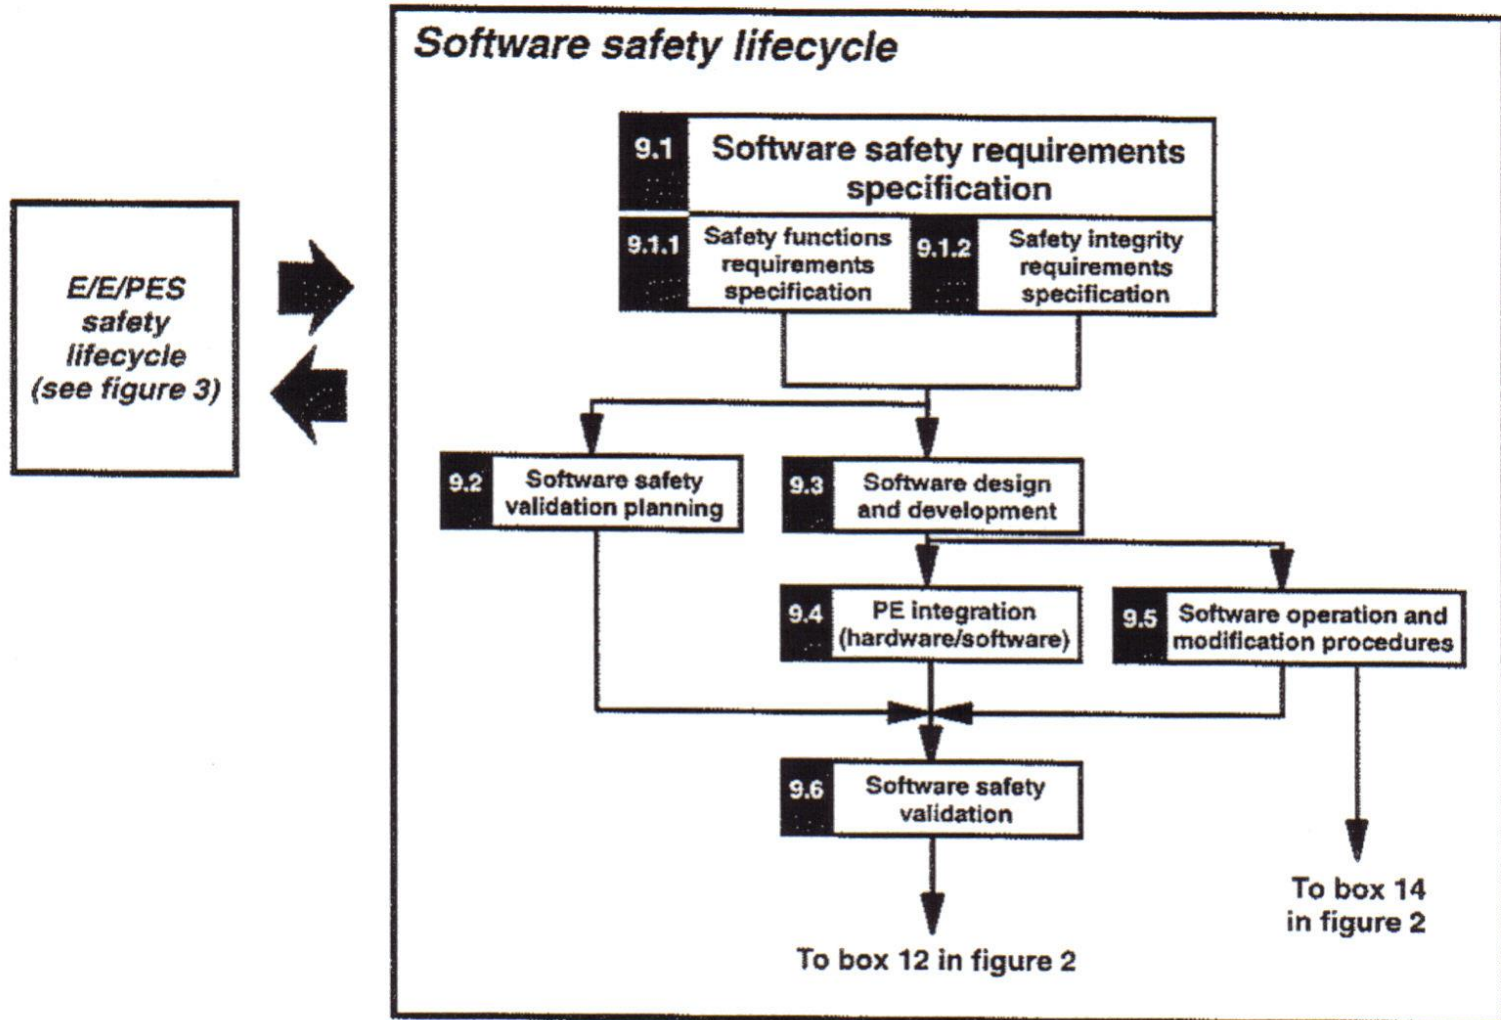 Software safety lifecycle
9.1
Software safety requirements
specification
9.1.1
Safety functions
requirements
specification
9.1.2
Safety integrity
requirements
specification
E/E/PES
safety
lifecycle
(see figure 3)
9.2
Software safety
validation planning
9.3
Software design
and development
9.4
PE integration
(hardware/software)
9.5
Software operation and
modification procedures
9.6
Software safety
validation
To box 14
in figure 2
To box 12 in figure 2